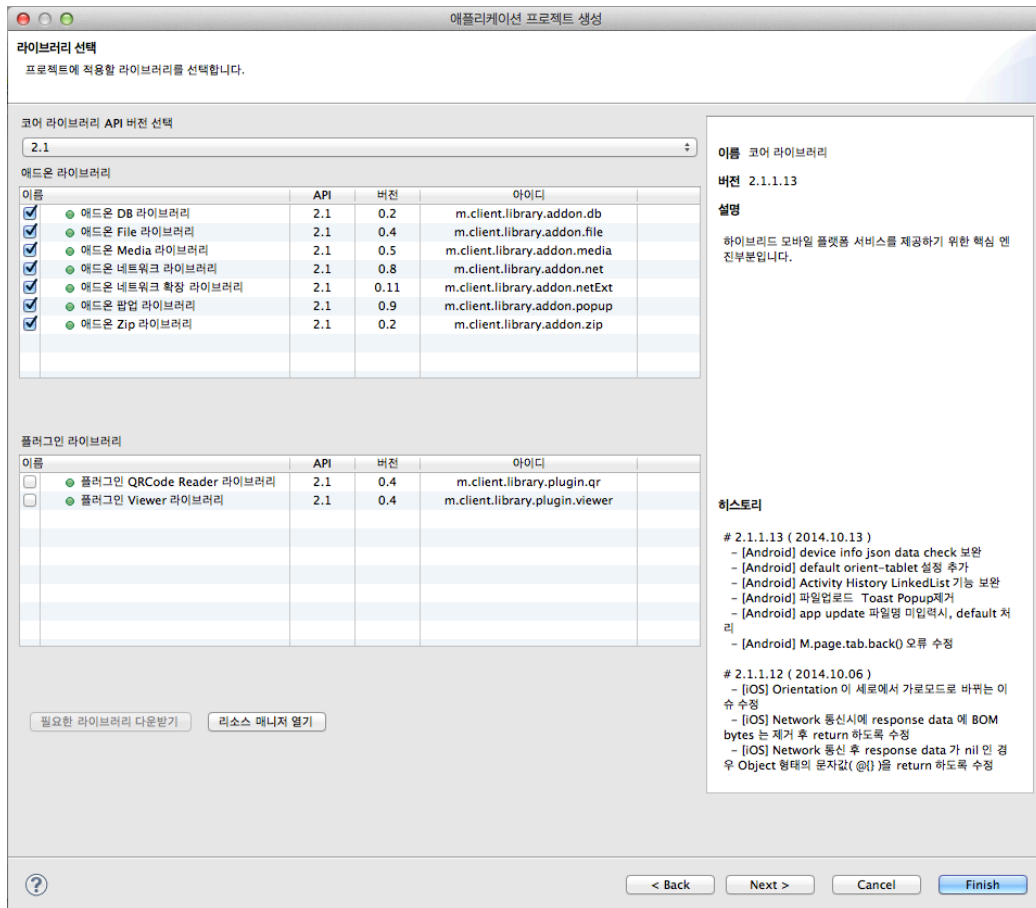 애플리케이션 프로젝트 생성
라이브러리 선택
프로젝트에 적용할 라이브러리를 선택합니다.
코어 라이브러리 API 버전 선택
2.1
애드온 라이브러리
이름 API 버전 아이디
애드온 DB 라이브러리 2.1 0.2 m.client.library.addon.db
애드온 File 라이브러리 2.1 0.4 m.client.library.addon.file
애드온 Media 라이브러리 2.1 0.5 m.client.library.addon.media
애드온 네트워크 라이브러리 2.1 0.8 m.client.library.addon.net
애드온 네트워크 확장 라이브러리 2.1 0.11 m.client.library.addon.netExt
애드온 팝업 라이브러리 2.1 0.9 m.client.library.addon.popup
애드온 Zip 라이브러리 2.1 0.2 m.client.library.addon.zip
플러그인 라이브러리
이름 API 버전 아이디
플러그인 QRCode Reader 라이브러리 2.1 0.4 m.client.library.plugin.qr
플러그인 Viewer 라이브러리 2.1 0.4 m.client.library.plugin.viewer
필요한 라이브러리 다운받기 리소스 매니저 열기
이름 코어 라이브러리
버전 2.1.1.13
설명
하이브리드 모바일 플랫폼 서비스를 제공하기 위한 핵심 엔
진부분입니다.
히스토리
# 2.1.1.13 ( 2014.10.13 )
- [Android] device info json data check 보완
- [Android] default orient-tablet 설정 추가
- [Android] Activity History LinkedList 기능 보완
- [Android] 파일업로드 Toast Popup제거
- [Android] app update 파일명 미입력시, default 처
리
- [Android] M.page.tab.back() 오류 수정
# 2.1.1.12 ( 2014.10.06 )
- [iOS] Orientation 이 세로에서 가로모드로 바뀌는 이
슈 수정
- [iOS] Network 통신시에 response data 에 BOM
bytes 는 제거 후 return 하도록 수정
- [iOS] Network 통신 후 response data 가 nil 인 경
우 Object 형태의 문자값( @{} )을 return 하도록 수정
? < Back Next > Cancel Finish